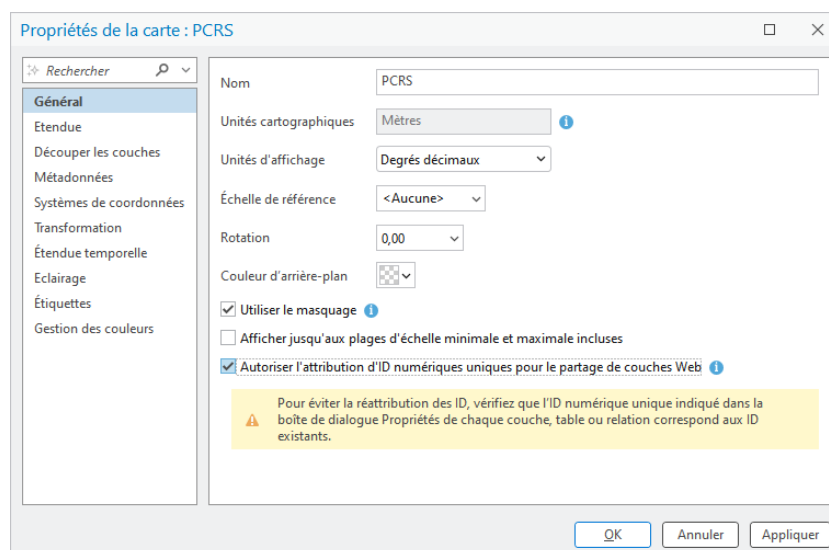 Propriétés de la carte : PCRS
Rechercher
Général
Etendue
Découper les couches
Métadonnées
Systèmes de coordonnées
Transformation
Étendue temporelle
Eclairage
Étiquettes
Gestion des couleurs
Nom PCRS
Unités cartographiques Mètres
Unités d'affichage Degrés décimaux
Échelle de référence <Aucune>
Rotation 0,00
Couleur d'arrière-plan
Utiliser le masquage
Afficher jusqu'aux plages d'échelle minimale et maximale incluses
Autoriser l'attribution d'ID numériques uniques pour le partage de couches Web
Pour éviter la réattribution des ID, vérifiez que l'ID numérique unique indiqué dans la
boîte de dialogue Propriétés de chaque couche, table ou relation correspond aux ID
existants.
OK Annuler Appliquer